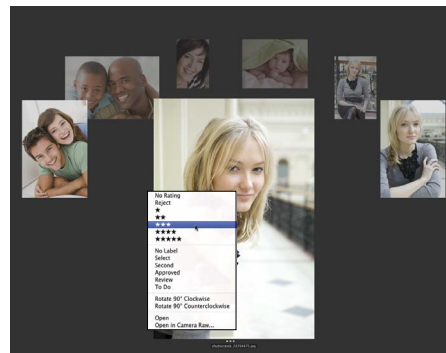 No Rating
Reject
★
★★
★★★
★★★★
★★★★★
No Label
Select
Second
Approved
Review
To Do
Rotate 90° Clockwise
Rotate 90° Counterclockwise
Open
Open in Camera Raw...
★★★